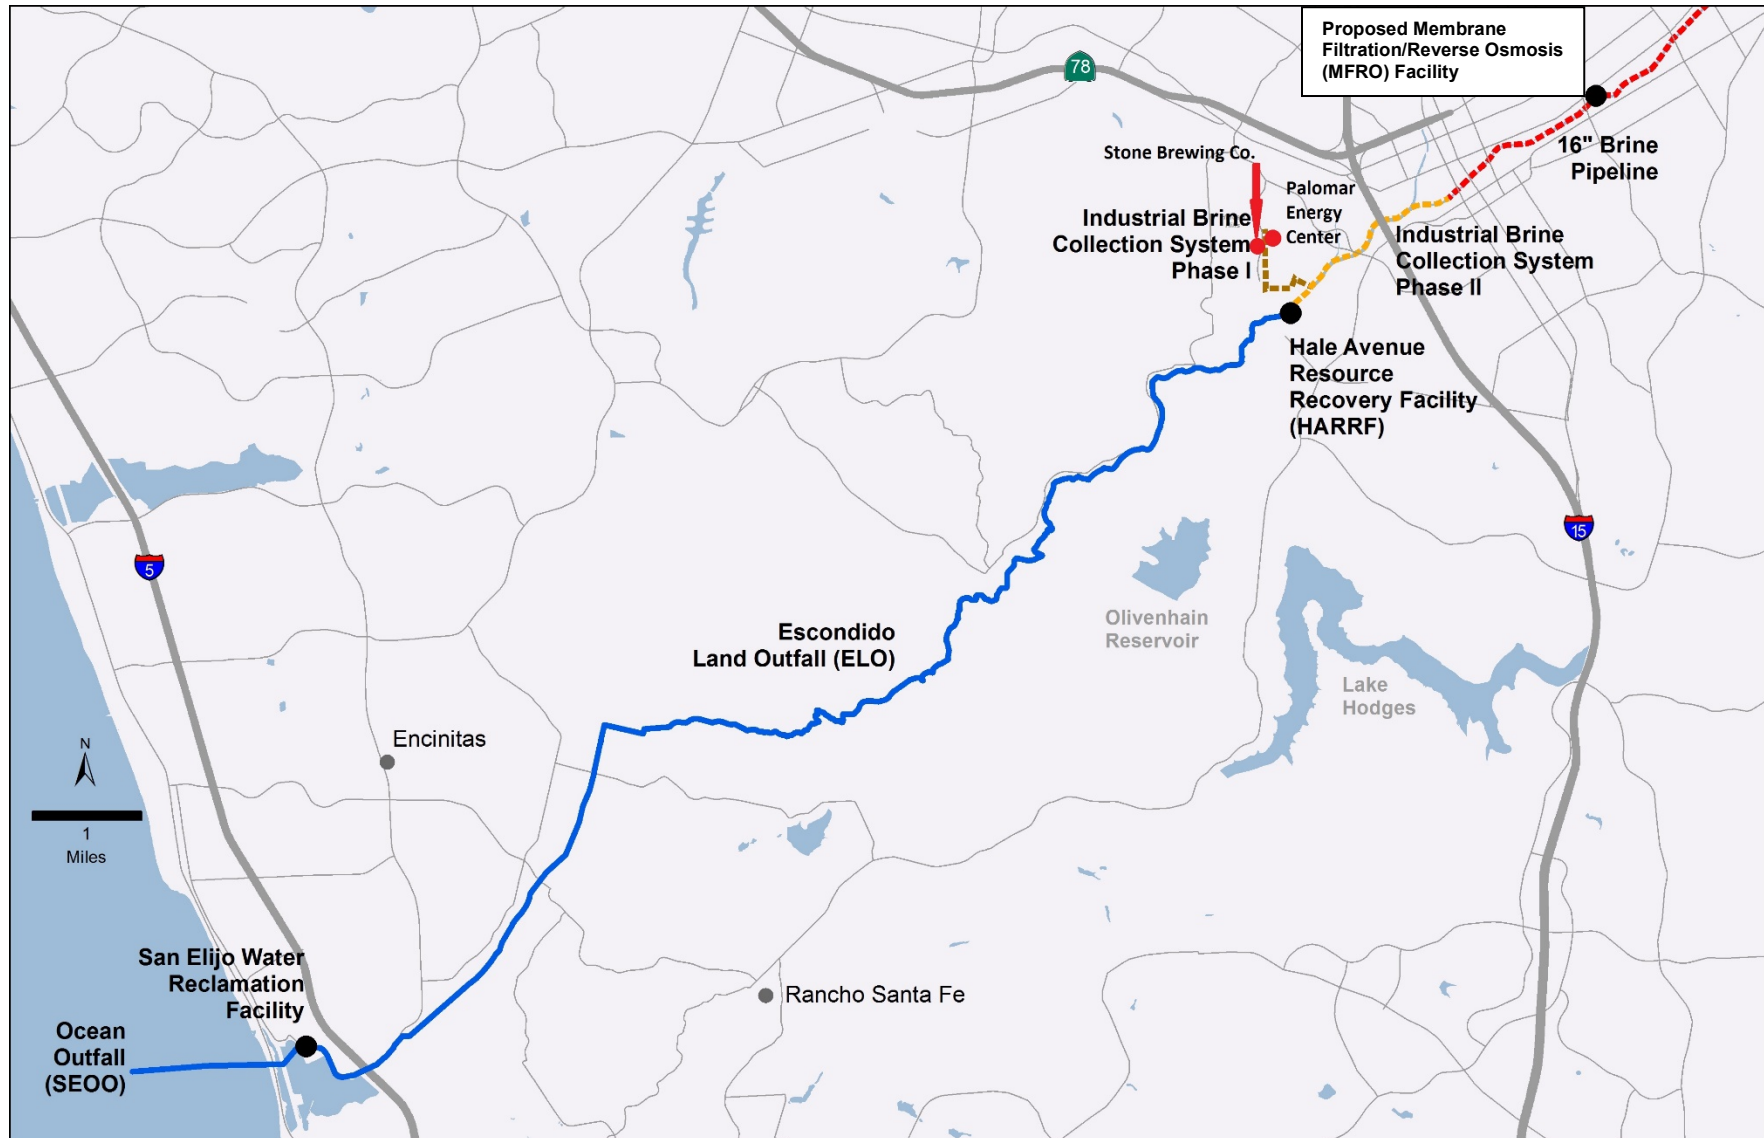 Proposed Membrane
Filtration/Reverse Osmosis
(MFRO) Facility
78
16" Brine
Pipeline
Stone Brewing Co.
Palomar
Energy
Center
Industrial Brine
Collection System
Phase I
Industrial Brine
Collection System
Phase II
Hale Avenue
Resource
Recovery Facility
(HARRF)
15
5
Olivenhain
Reservoir
Escondido
Land Outfall (ELO)
Lake
Hodges
Encinitas
N
1
Miles
San Elijo Water
Reclamation
Facility
Rancho Santa Fe
Ocean
Outfall
(SEOO)